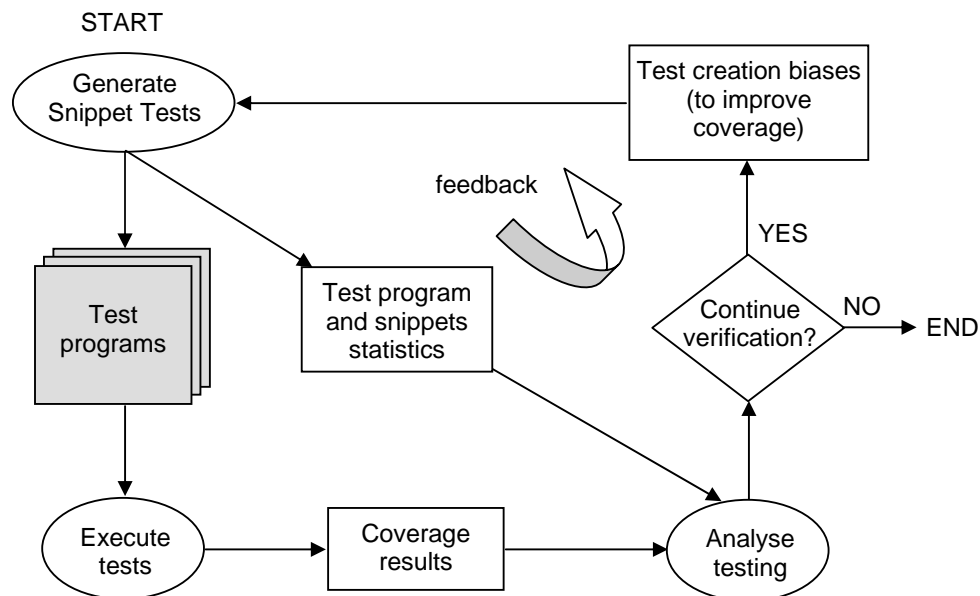 START
Generate
Snippet Tests
Test creation biases
(to improve
coverage)
feedback
YES
Test
programs
Test program
and snippets
statistics
Continue
verification?
NO
END
Execute
tests
Coverage
results
Analyse
testing